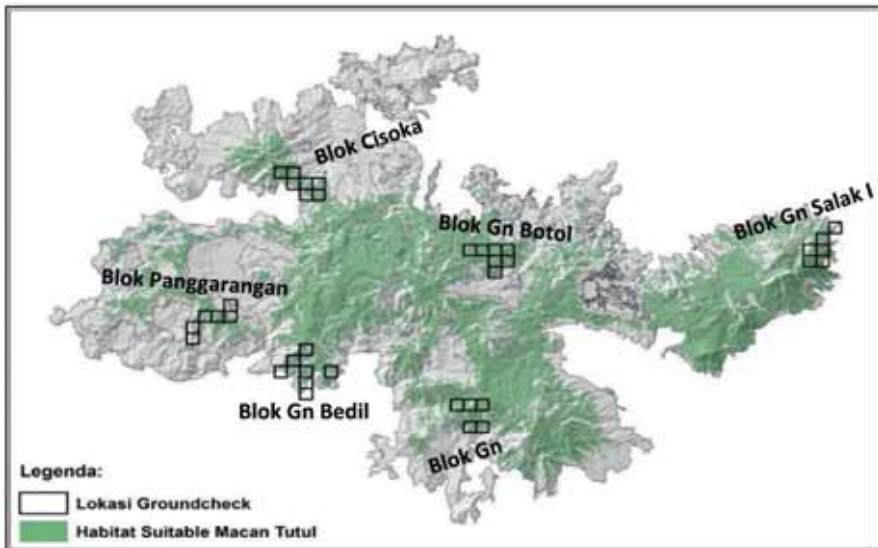 Blok Cisoka
Blok Gn Botol
Blok Gn Salak I
Blok Panggarangan
Blok Gn Bedil
Blok Gn
Legenda:
Lokasi Groundcheck
Habitat Suitable Macan Tutul